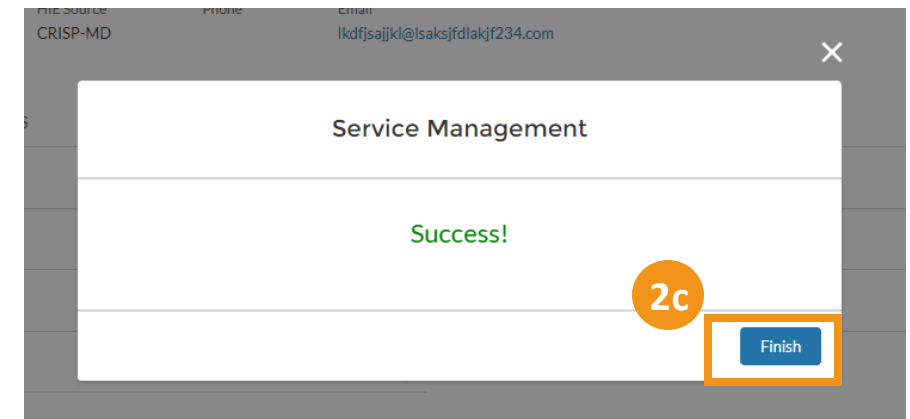 HIE Source Phone Email
CRISP-MD lkdfjsajjkl@lsaksjfdlakjf234.com
S
Service Management
Success!
2c
Finish